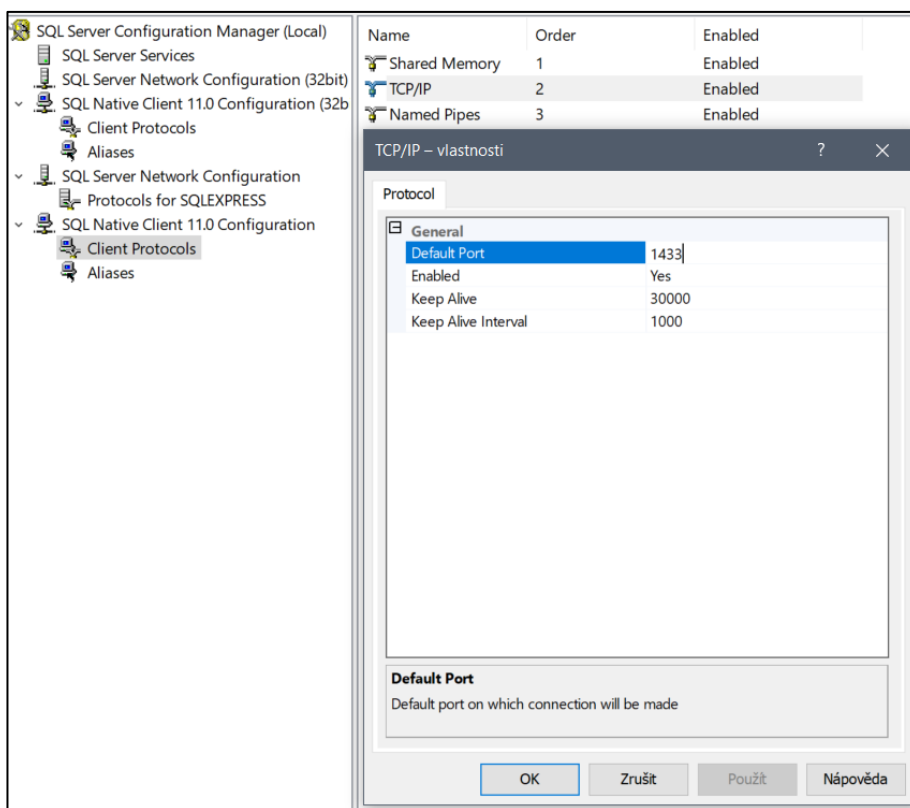 SQL Server Configuration Manager (Local)
SQL Server Services
SQL Server Network Configuration (32bit)
SQL Native Client 11.0 Configuration (32b
Client Protocols
Aliases
SQL Server Network Configuration
Protocols for SQLEXPRESS
SQL Native Client 11.0 Configuration
Client Protocols
Aliases
Name Order Enabled
Shared Memory 1 Enabled
TCP/IP 2 Enabled
Named Pipes 3 Enabled
TCP/IP – vlastnosti ?
Protocol
General
Default Port 1433
Enabled Yes
Keep Alive 30000
Keep Alive Interval 1000
Default Port
Default port on which connection will be made
OK Zrušit Použít Nápověda